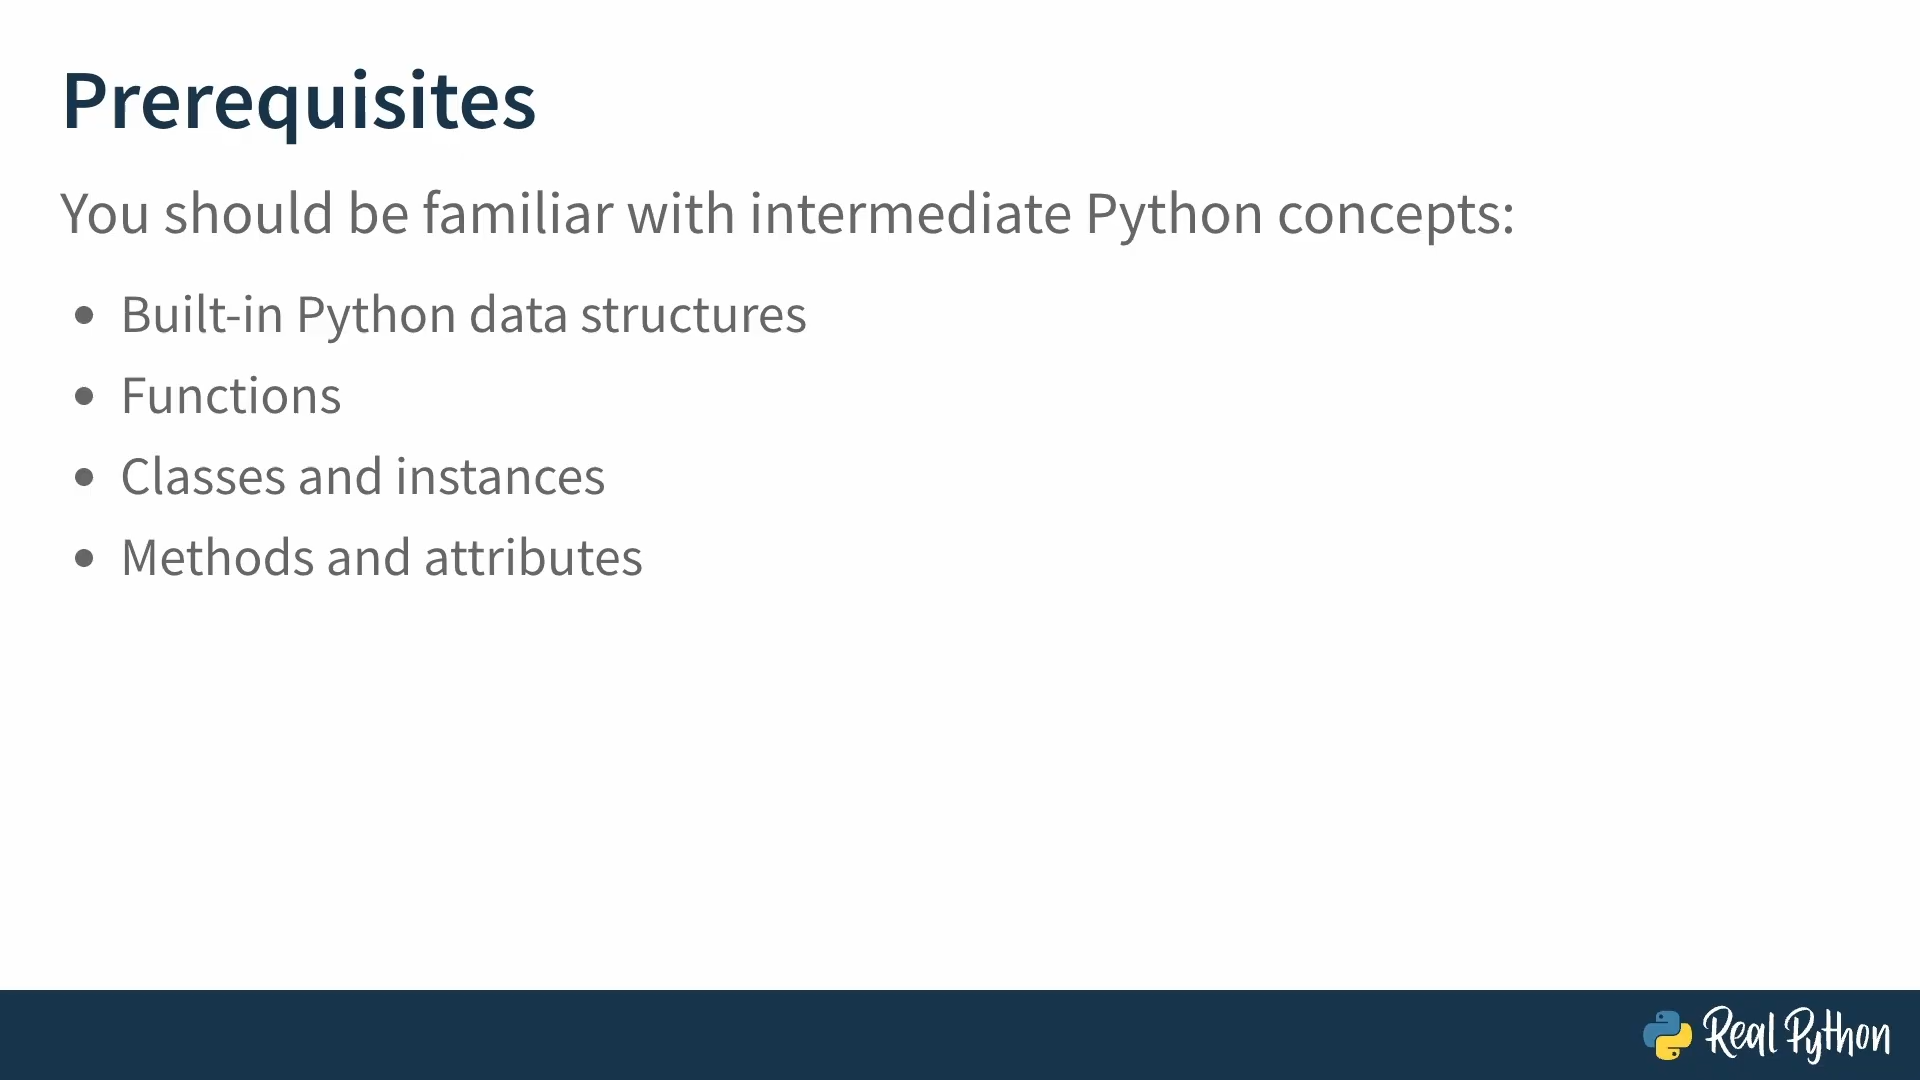 Prerequisites
You should be familiar with intermediate Python concepts:
• Built-in Python data structures
• Functions
• Classes and instances
• Methods and attributes
Real Python